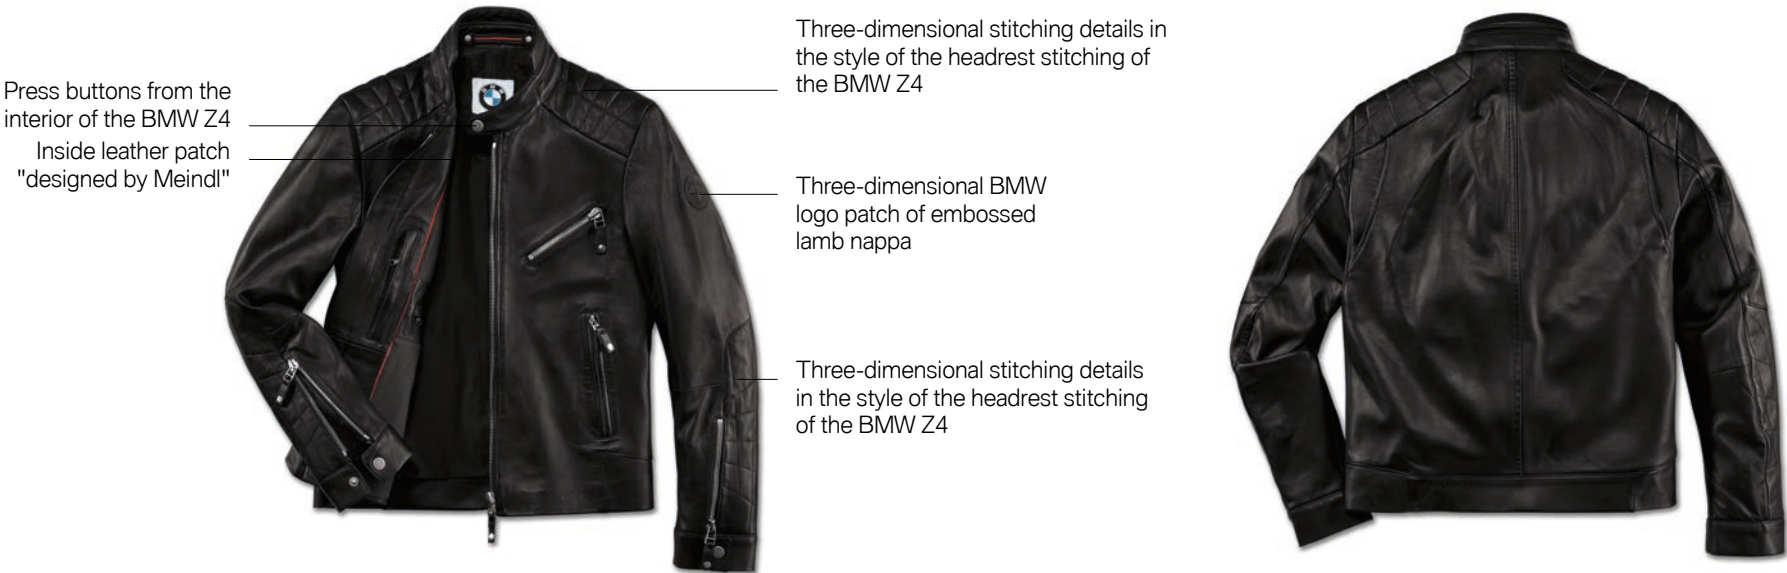 Press buttons from the
interior of the BMW Z4
Inside leather patch
"designed by Meindl"
Three-dimensional stitching details in
the style of the headrest stitching of
the BMW Z4
Three-dimensional BMW
logo patch of embossed
lamb nappa
Three-dimensional stitching details
in the style of the headrest stitching
of the BMW Z4